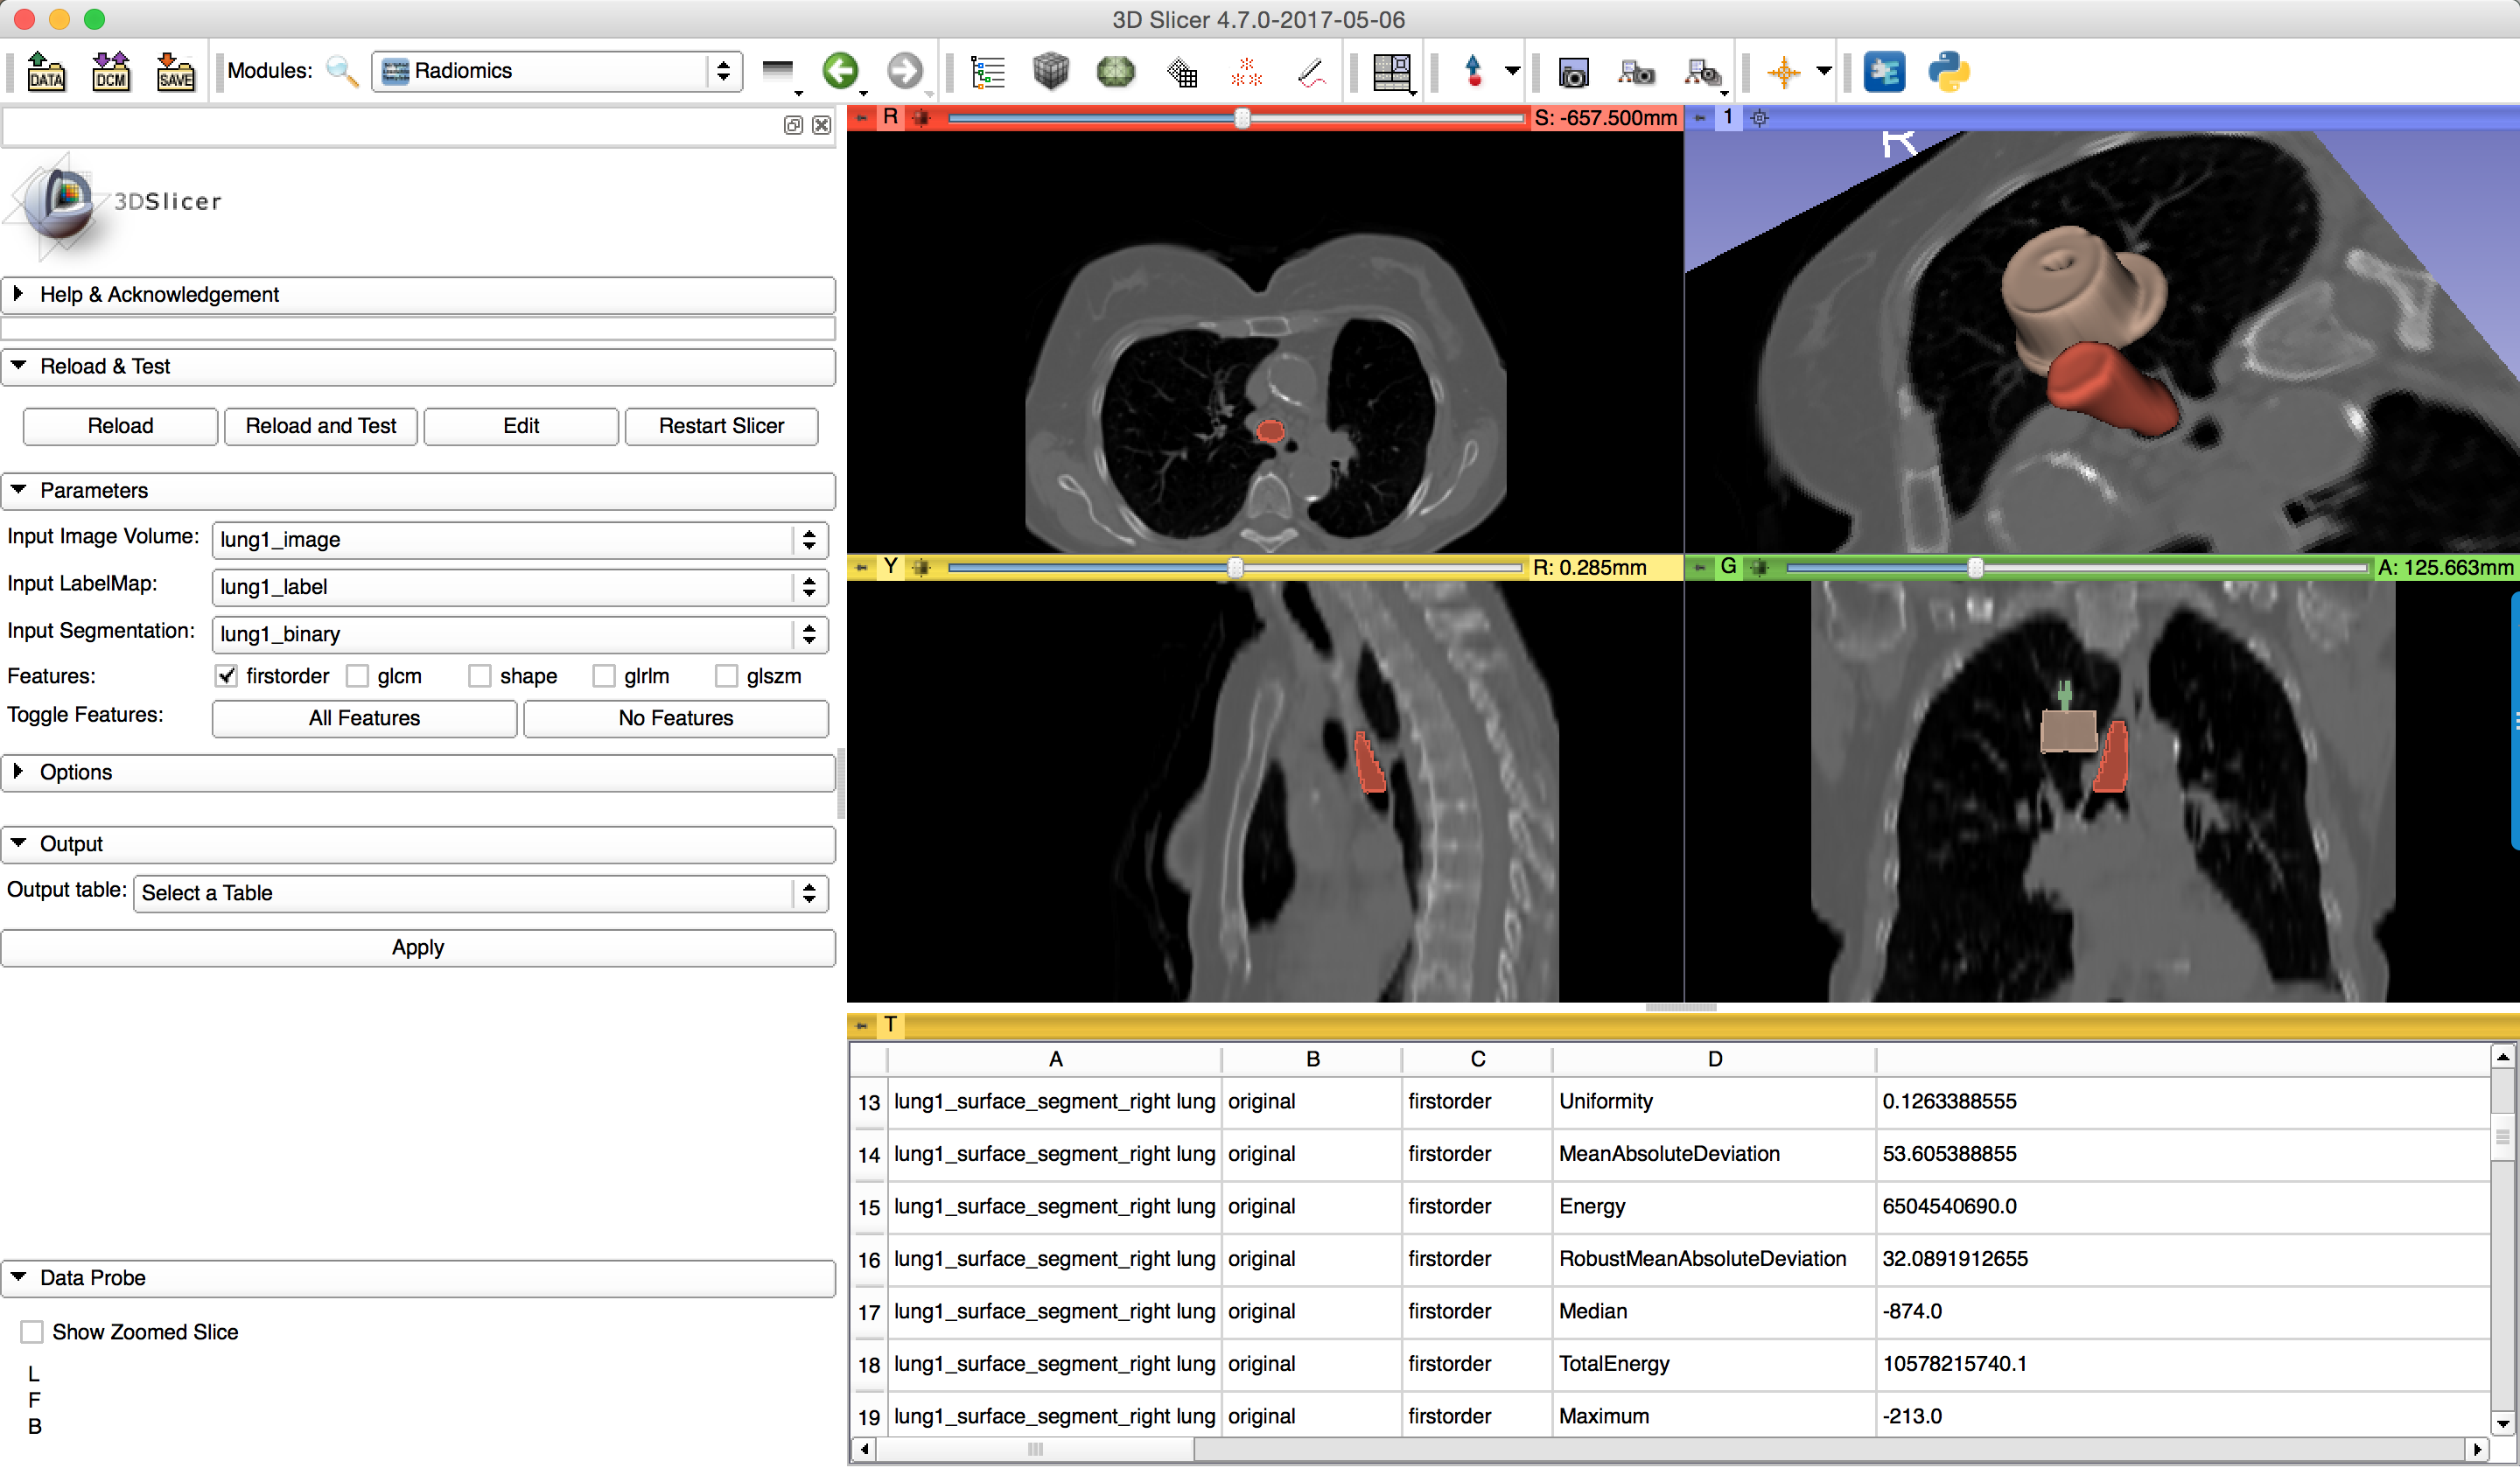 3D Slicer 4.7.0-2017-05-06
DATA DCM SAVE Modules: Radiomics
3DSlicer
Help & Acknowledgement
Reload & Test
Reload Reload and Test Edit Restart Slicer
Parameters
Input Image Volume: lung1_image
Input LabelMap: lung1_label
Input Segmentation: lung1_binary
Features: firstorder glcm shape glrlm glszm
Toggle Features: All Features No Features
Options
Output
Output table: Select a Table
Apply
Data Probe
Show Zoomed Slice
L
F
B
R S: -657.500mm
1
R
Y R: 0.285mm
G A: 125.663mm
T
A B C D
13 lung1_surface_segment_right lung original firstorder Uniformity 0.1263388555
14 lung1_surface_segment_right lung original firstorder MeanAbsoluteDeviation 53.605388855
15 lung1_surface_segment_right lung original firstorder Energy 6504540690.0
16 lung1_surface_segment_right lung original firstorder RobustMeanAbsoluteDeviation 32.0891912655
17 lung1_surface_segment_right lung original firstorder Median -874.0
18 lung1_surface_segment_right lung original firstorder TotalEnergy 10578215740.1
19 lung1_surface_segment_right lung original firstorder Maximum -213.0